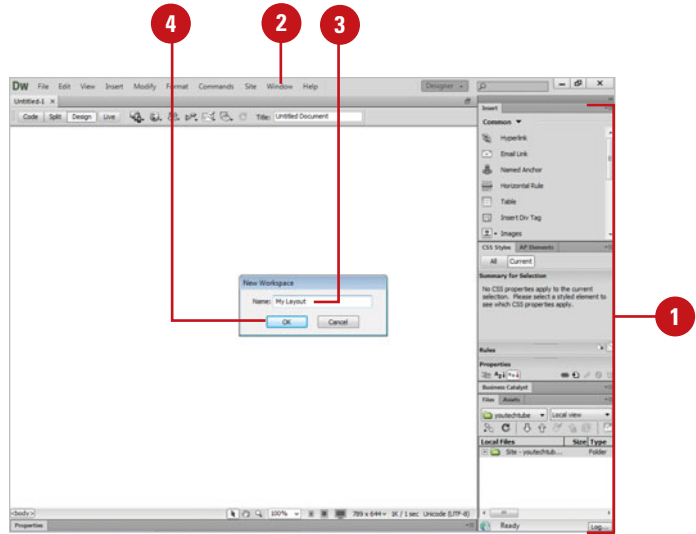 4 2 3
DW File Edit View Insert Modify Format Commands Site Window Help Designer
Untitled-1 ×
Code Split Design Live Title: Untitled Document
Insert
Common
Hyperlink
Email Link
Named Anchor
Horizontal Rule
Table
Insert Div Tag
Images
CSS Styles AP Elements
All Current
Summary for Selection
No CSS properties apply to the current
selection. Please select a styled element to
see which CSS properties apply.
New Workspace
Name: My Layout
OK Cancel
1
Rules
Properties
Business Catalyst
Files Assets
youtechtube Local view
Local Files Size Type
Site - youtechtub... Folder
<body> 100% 789 x 644 1K / 1 sec Unicode (UTF-8)
Properties
Ready Log...